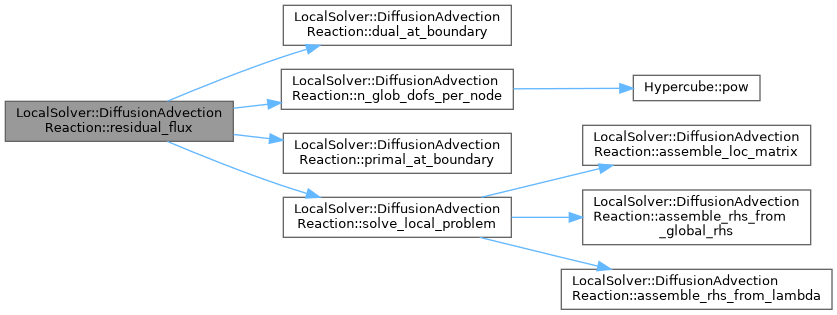 LocalSolver::DiffusionAdvection
Reaction::residual_flux
LocalSolver::DiffusionAdvection
Reaction::dual_at_boundary
LocalSolver::DiffusionAdvection
Reaction::n_glob_dofs_per_node
LocalSolver::DiffusionAdvection
Reaction::primal_at_boundary
LocalSolver::DiffusionAdvection
Reaction::solve_local_problem
Hypercube::pow
LocalSolver::DiffusionAdvection
Reaction::assemble_loc_matrix
LocalSolver::DiffusionAdvection
Reaction::assemble_rhs_from
_global_rhs
LocalSolver::DiffusionAdvection
Reaction::assemble_rhs_from_lambda